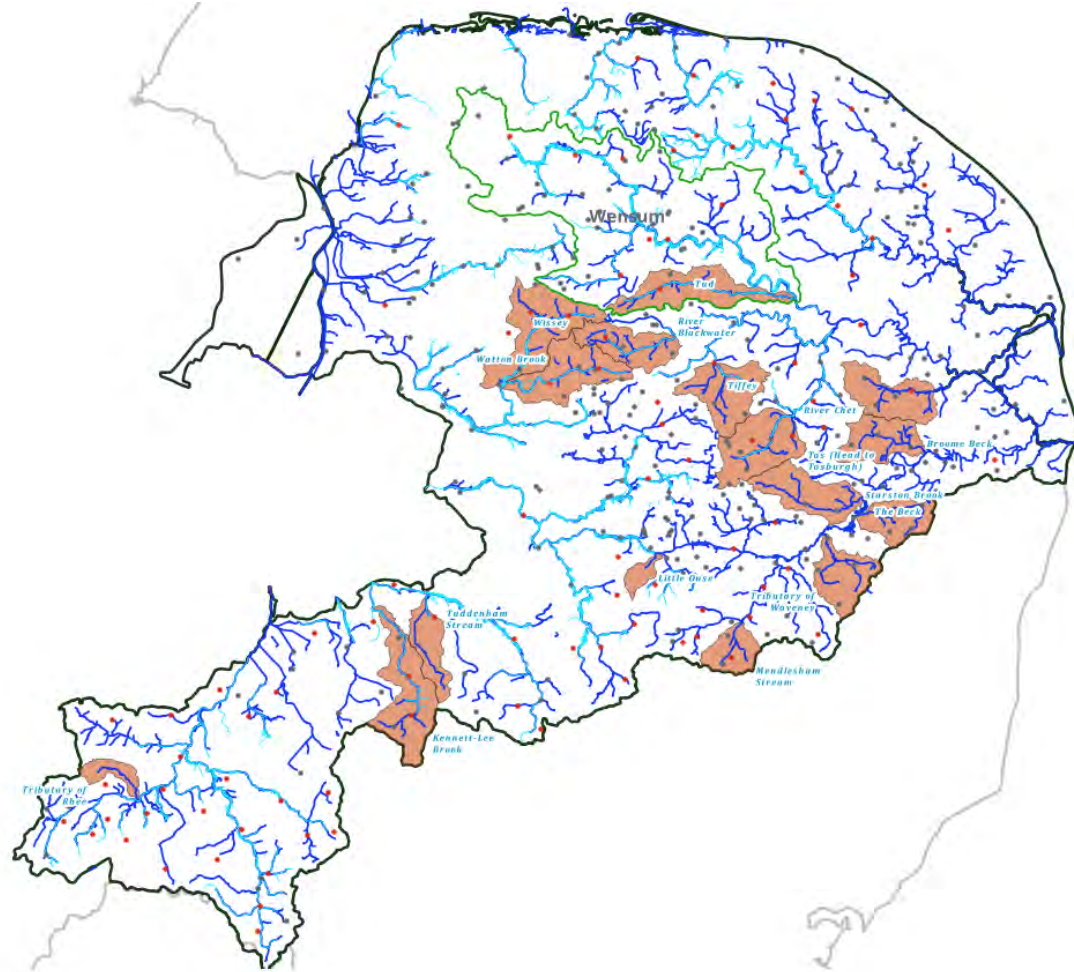 Wensum
Tud
Wissey
River
Blackwater
Watton Brook
Tiffey
River Chet
Broome Beck
Tas (Head to
Tasburgh)
Starston Brook
The Beck
Little Ouse
Tributary of
Waveney
Tuddenham
Stream
Mendlesham
Stream
Kennett-Lee
Brook
Tributary of
Rhee